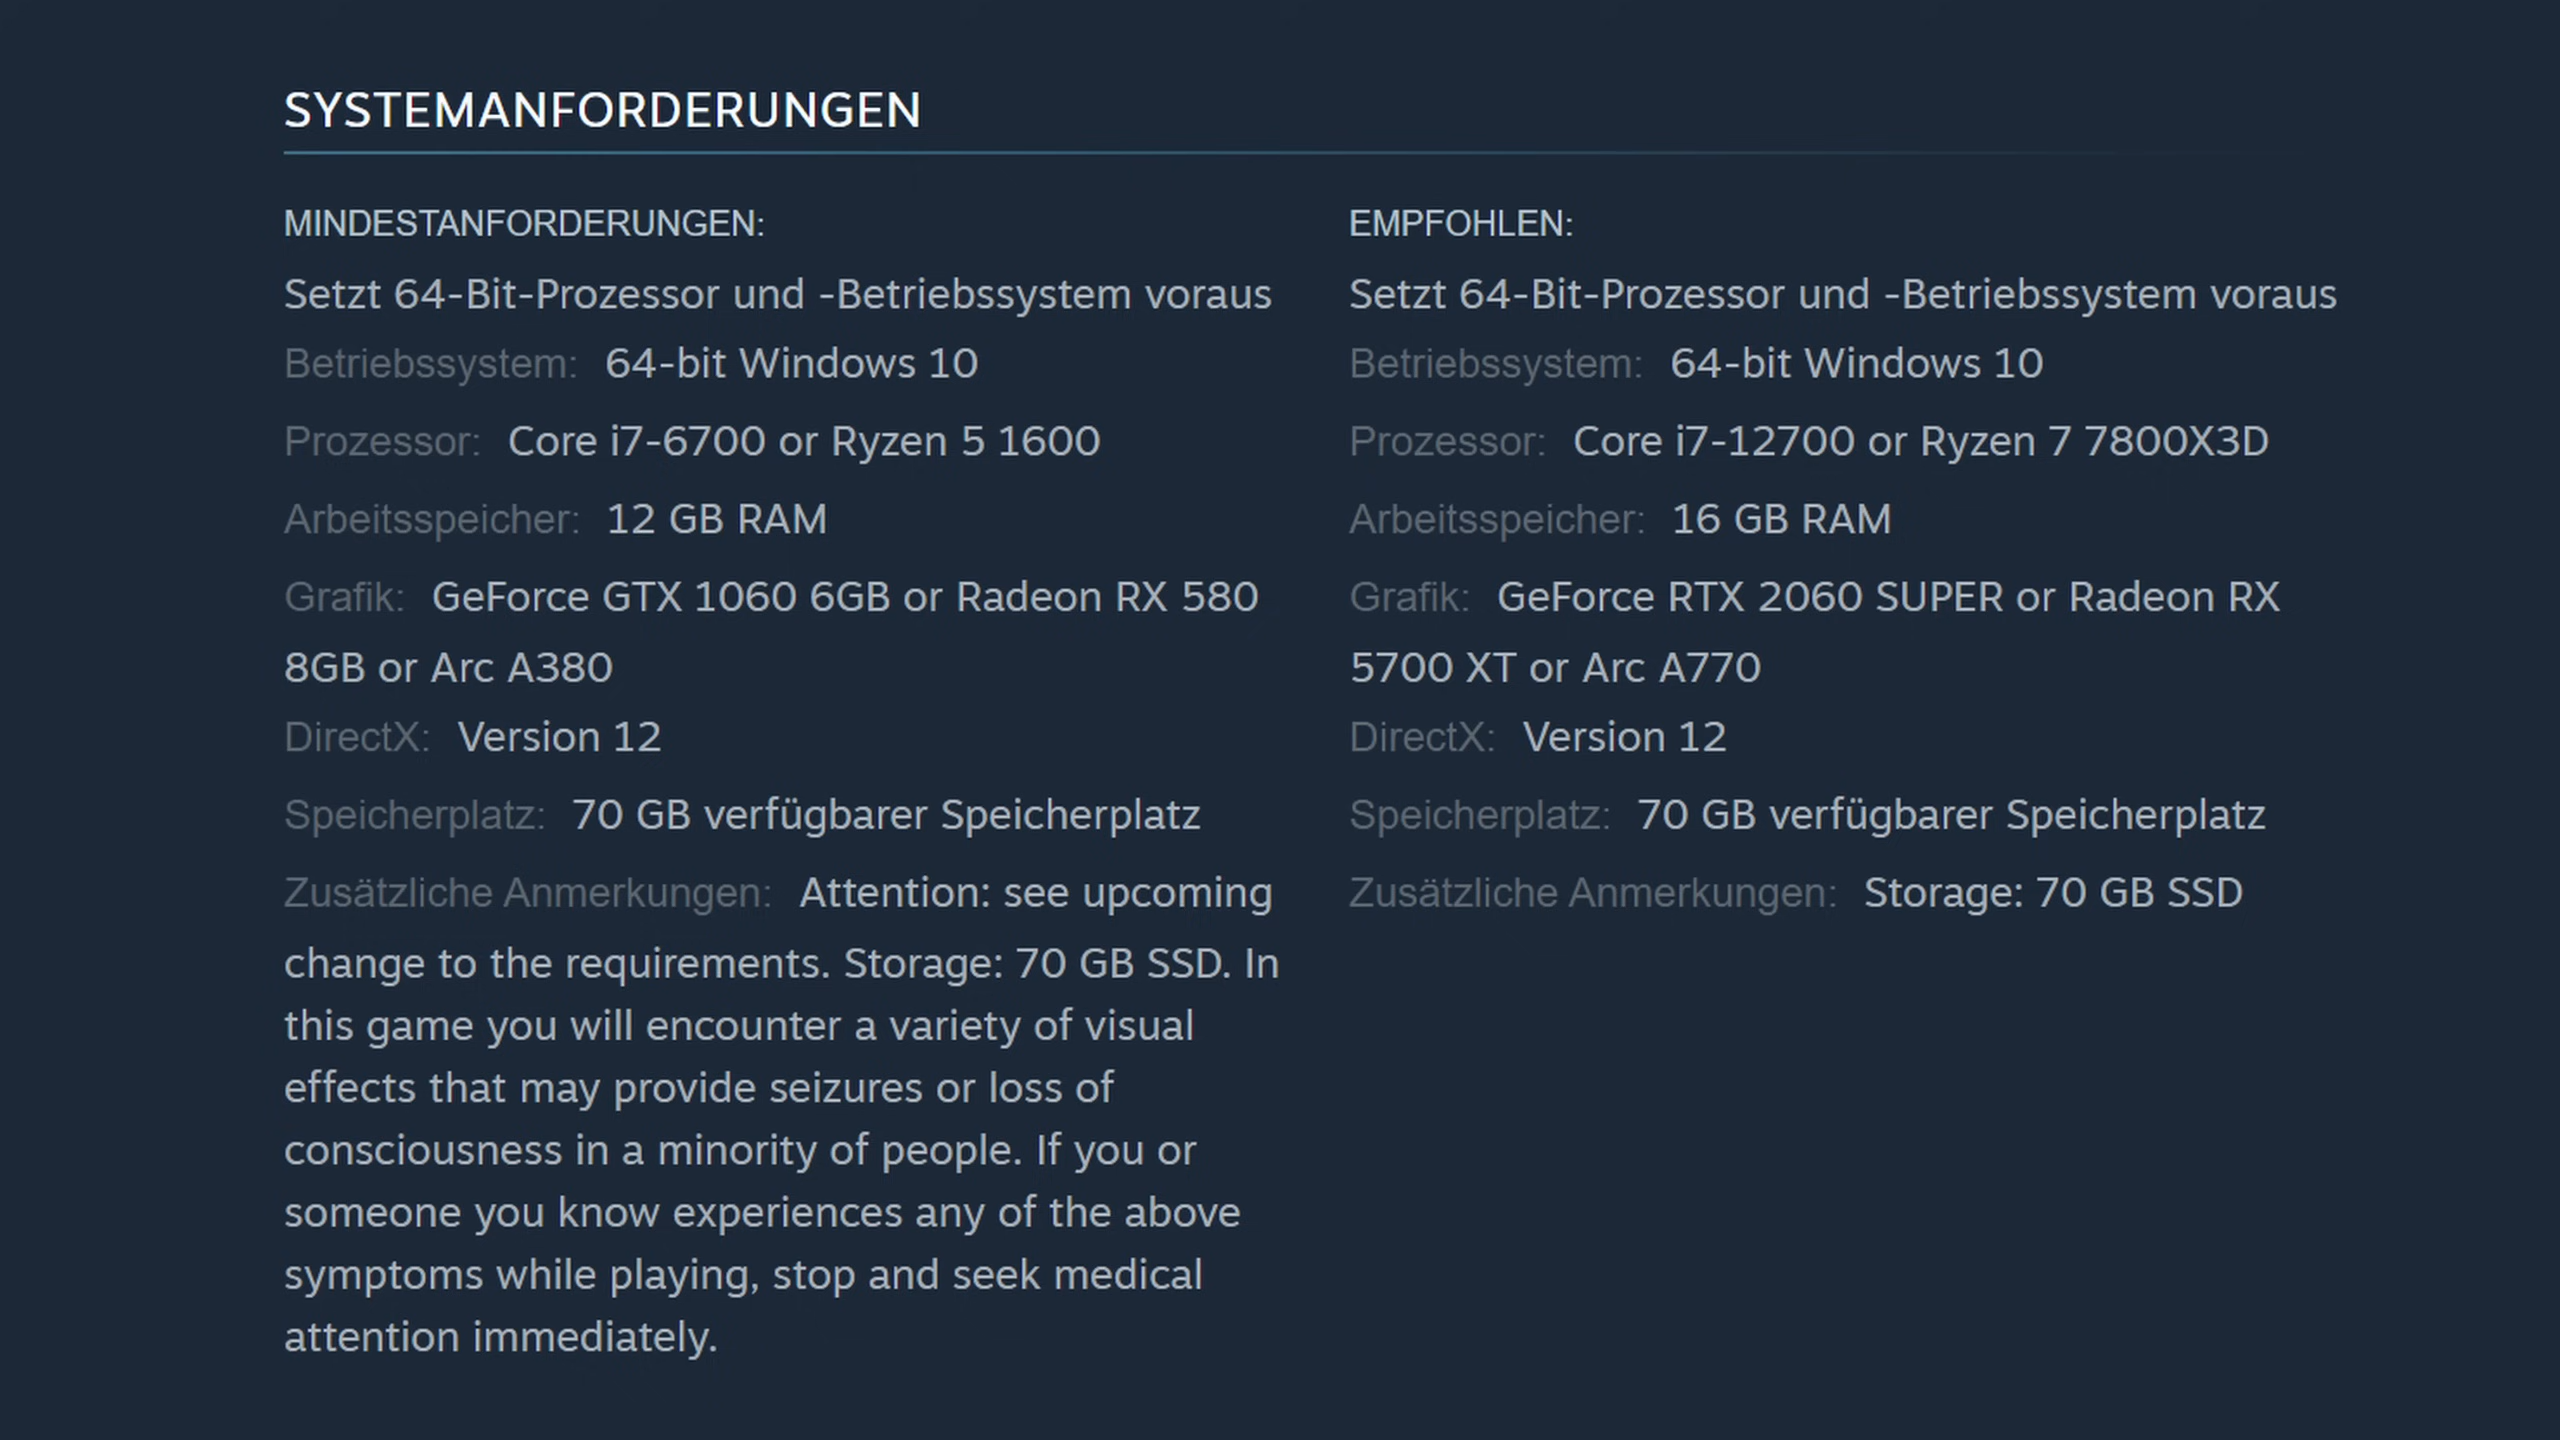 SYSTEMANFORDERUNGEN
MINDESTANFORDERUNGEN:
Setzt 64-Bit-Prozessor und -Betriebssystem voraus
Betriebssystem: 64-bit Windows 10
Prozessor: Core i7-6700 or Ryzen 5 1600
Arbeitsspeicher: 12 GB RAM
Grafik: GeForce GTX 1060 6GB or Radeon RX 580
8GB or Arc A380
DirectX: Version 12
Speicherplatz: 70 GB verfügbarer Speicherplatz
Zusätzliche Anmerkungen: Attention: see upcoming
change to the requirements. Storage: 70 GB SSD. In
this game you will encounter a variety of visual
effects that may provide seizures or loss of
consciousness in a minority of people. If you or
someone you know experiences any of the above
symptoms while playing, stop and seek medical
attention immediately.
EMPFOHLEN:
Setzt 64-Bit-Prozessor und -Betriebssystem voraus
Betriebssystem: 64-bit Windows 10
Prozessor: Core i7-12700 or Ryzen 7 7800X3D
Arbeitsspeicher: 16 GB RAM
Grafik: GeForce RTX 2060 SUPER or Radeon RX
5700 XT or Arc A770
DirectX: Version 12
Speicherplatz: 70 GB verfügbarer Speicherplatz
Zusätzliche Anmerkungen: Storage: 70 GB SSD